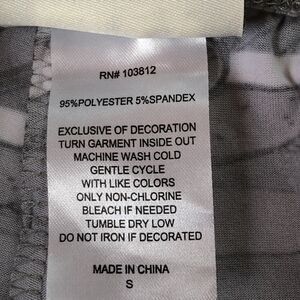 RN# 103812
95%POLYESTER 5%SPANDEX
EXCLUSIVE OF DECORATION
TURN GARMENT INSIDE OUT
MACHINE WASH COLD
GENTLE CYCLE
WITH LIKE COLORS
ONLY NON-CHLORINE
BLEACH IF NEEDED
TUMBLE DRY LOW
DO NOT IRON IF DECORATED
MADE IN CHINA
S